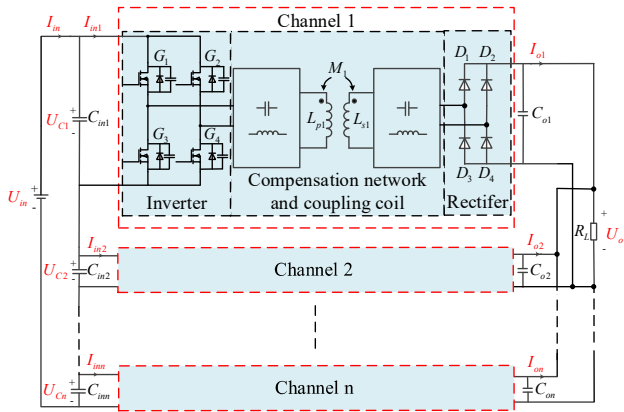 Channel 1
I_in I_in1
G_1 G_2
M_1
D_1 D_2
I_o1
U_C1 + - C_in1
L_p1 L_s1
C_o1
G_3 G_4
D_3 D_4
Inverter
Compensation network
and coupling coil
Rectifer
U_in + -
R_L + - U_o
I_in2
Channel 2
I_o2
U_C2 + - C_in2
C_o2
I_inn
Channel n
I_on
U_Cn + - C_inn
C_on